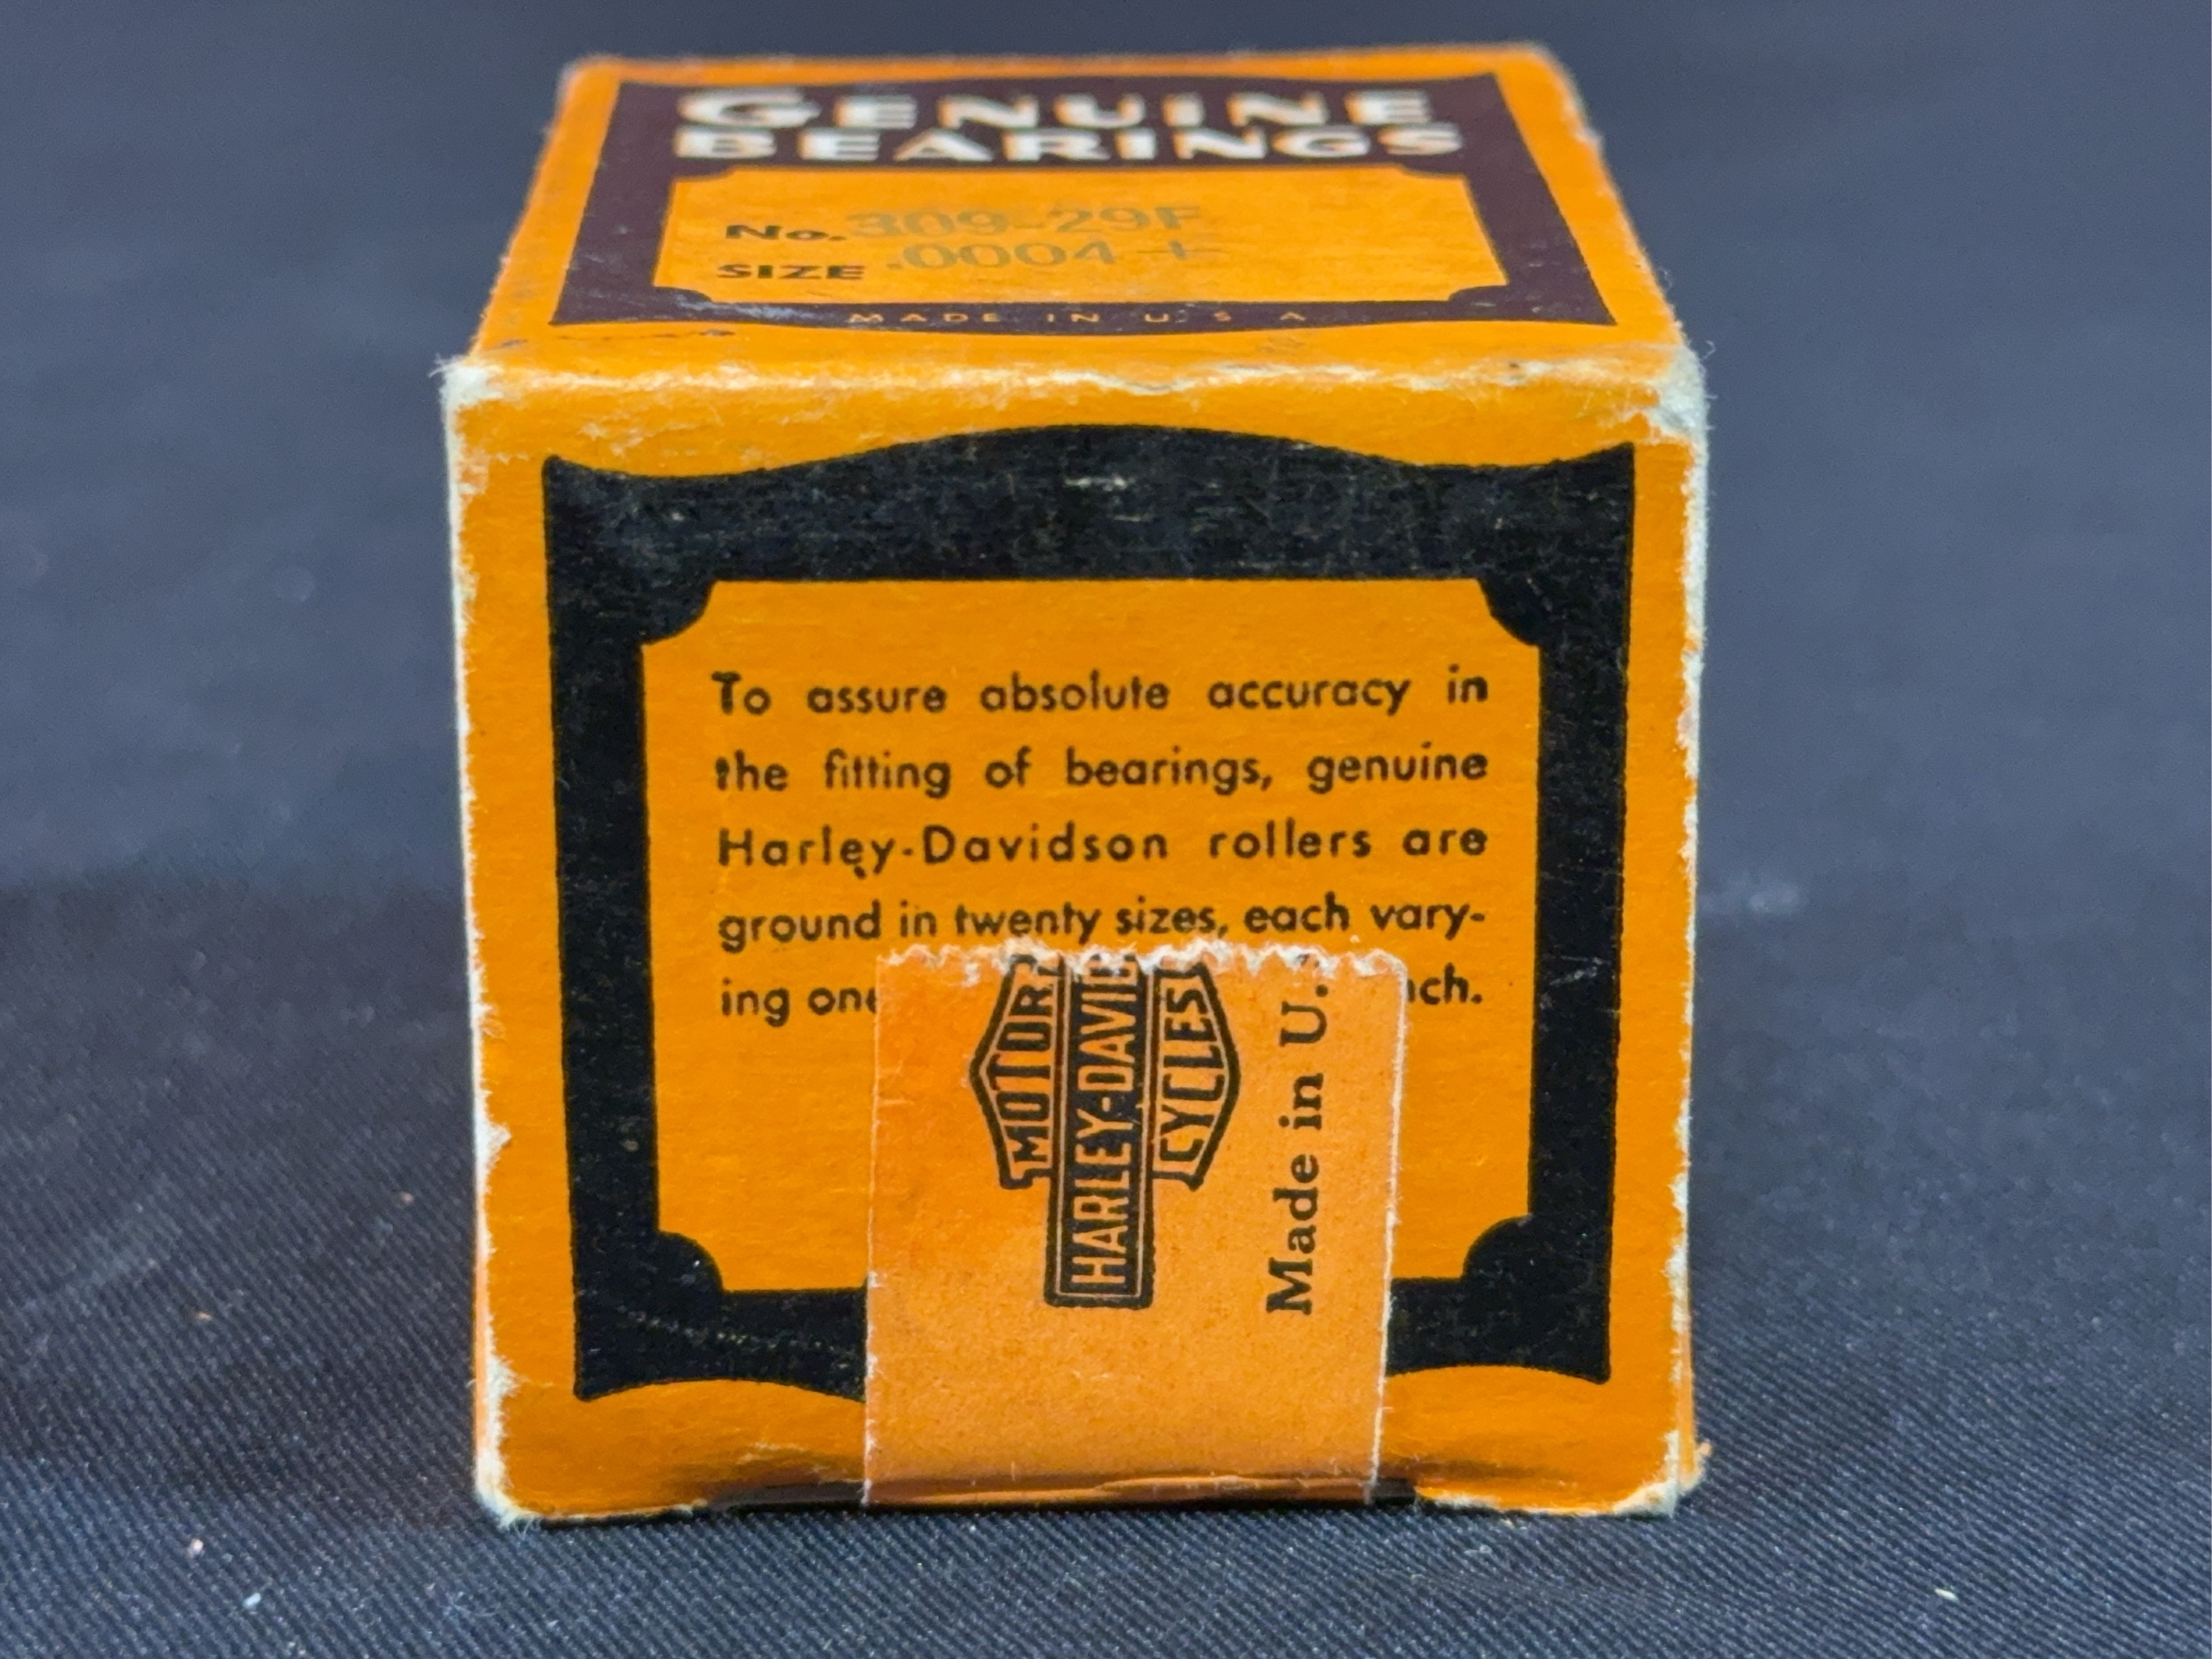 GENUINE
BEARINGS
No. 309-29F
SIZE .0004 +
MADE IN U S A
To assure absolute accuracy in
the fitting of bearings, genuine
Harley-Davidson rollers are
ground in twenty sizes, each vary-
ing one
nch.
MOTOR
HARLEY-DAVID
CYCLES
Made in U.